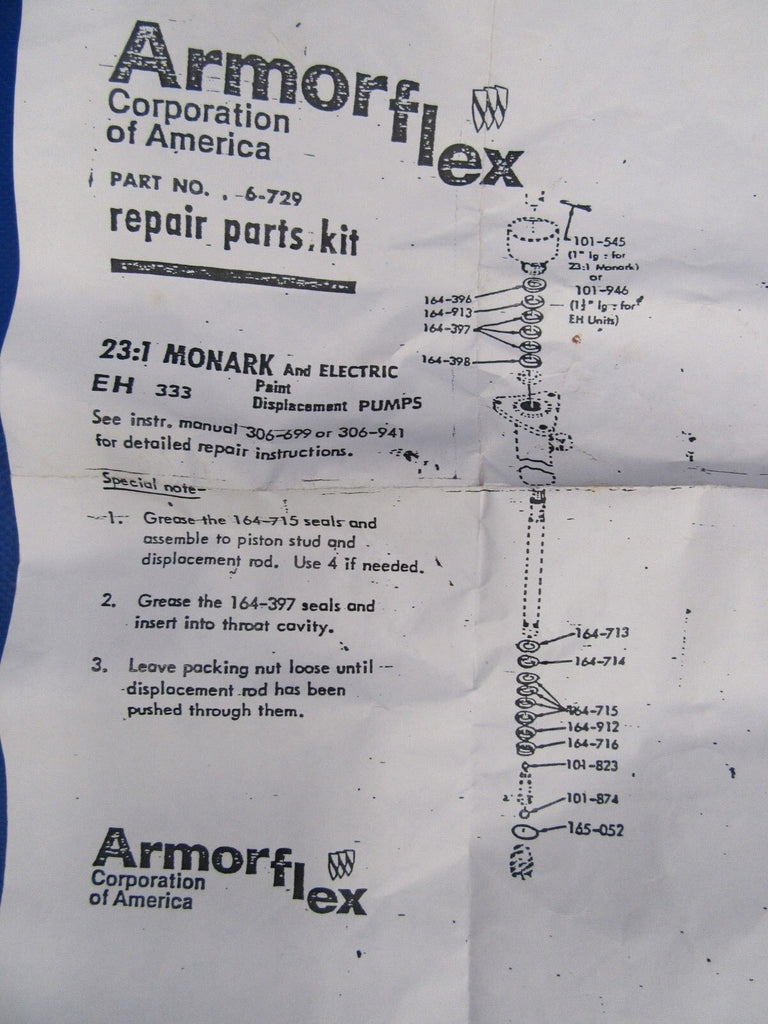 Armorflex
Corporation
of America
PART NO. . 6-729
repair parts.kit
23:1 MONARK And ELECTRIC
EH 333 Paint
Displacement PUMPS
See instr. manual 306-699 or 306-941
for detailed repair instructions.
Special note-
1. Grease the 164-715 seals and
assemble to piston stud and
displacement rod. Use 4 if needed.
2. Grease the 164-397 seals and
insert into throat cavity.
3. Leave packing nut loose until
displacement rod has been
pushed through them.
Armorflex
Corporation
of America
101-545
(1" lg - for
23:1 Monark)
or
101-946
(1½" lg - for
EH Units)
164-396
164-913
164-397
164-398
164-713
164-714
164-715
164-912
164-716
101-823
101-874
165-052